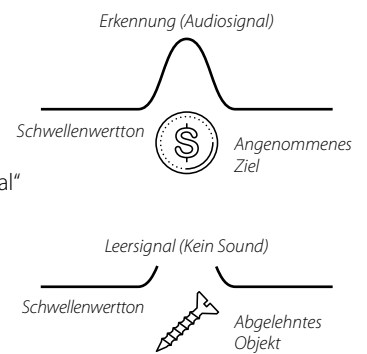 Erkennung (Audiosignal)
Schwellenwertton
$
Angenommenes
Ziel
al“
Leersignal (Kein Sound)
Schwellenwertton
Abgelehntes
Objekt